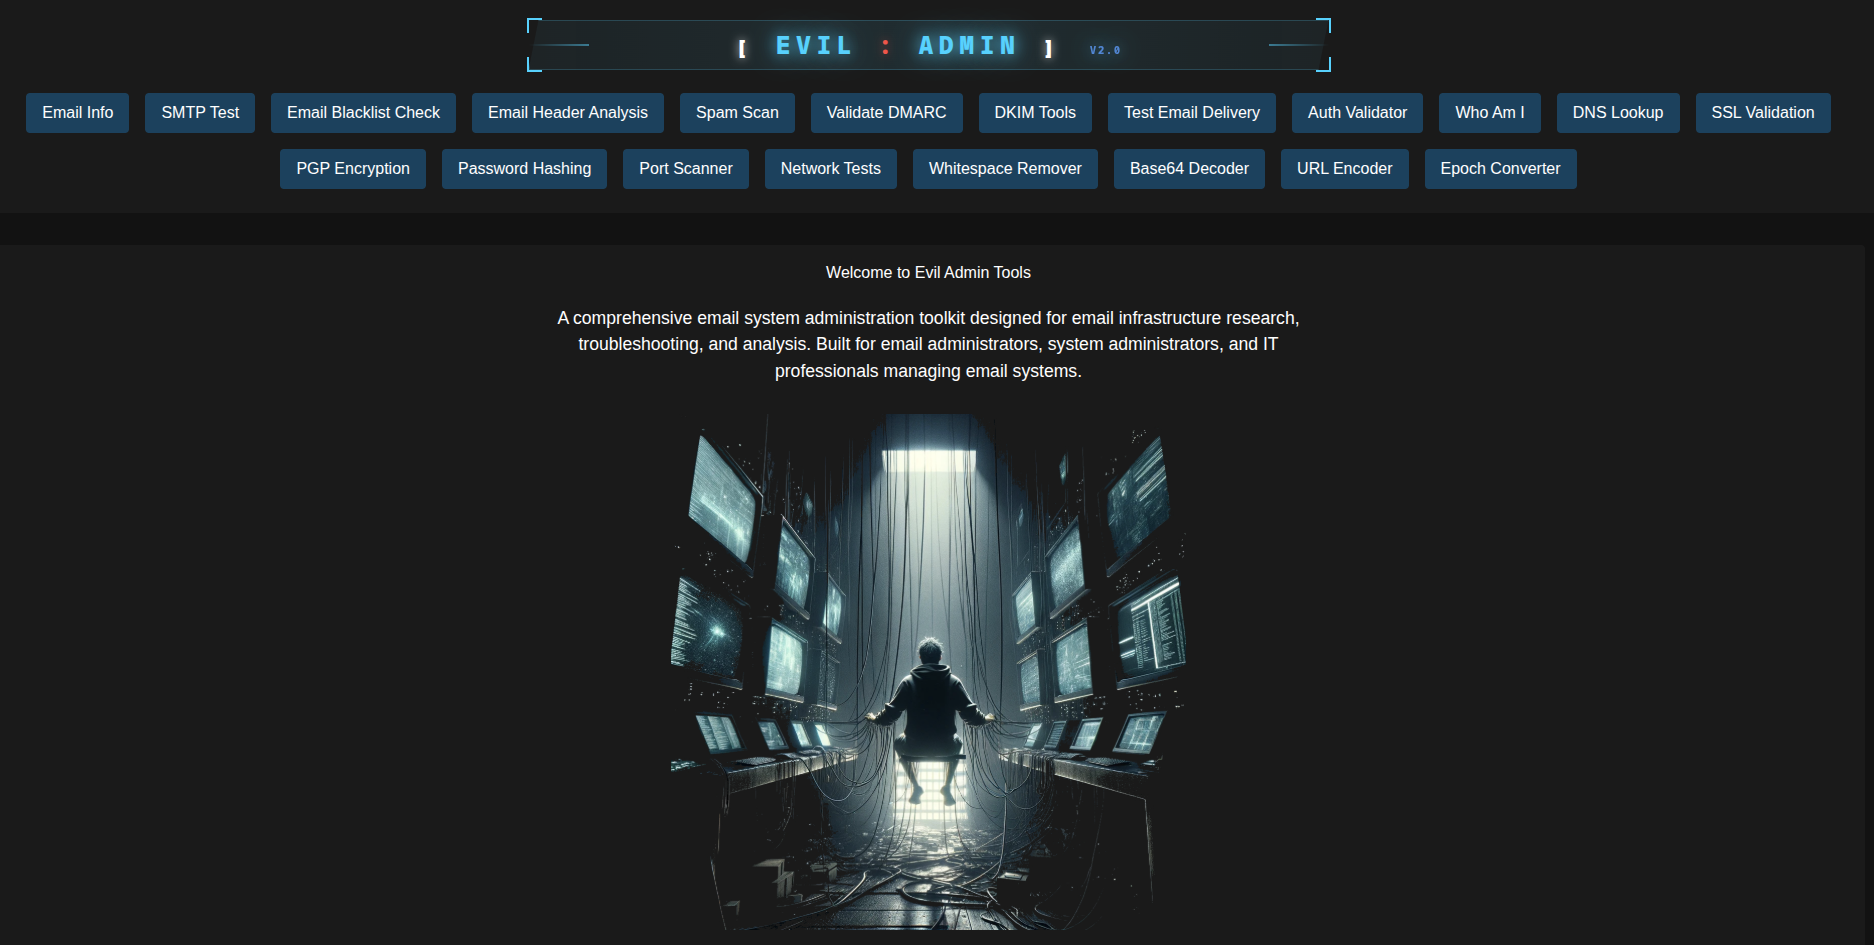 [ EVIL : ADMIN ] V2.0
Email Info SMTP Test Email Blacklist Check Email Header Analysis Spam Scan Validate DMARC DKIM Tools Test Email Delivery Auth Validator Who Am I DNS Lookup SSL Validation
PGP Encryption Password Hashing Port Scanner Network Tests Whitespace Remover Base64 Decoder URL Encoder Epoch Converter
Welcome to Evil Admin Tools
A comprehensive email system administration toolkit designed for email infrastructure research,
troubleshooting, and analysis. Built for email administrators, system administrators, and IT
professionals managing email systems.